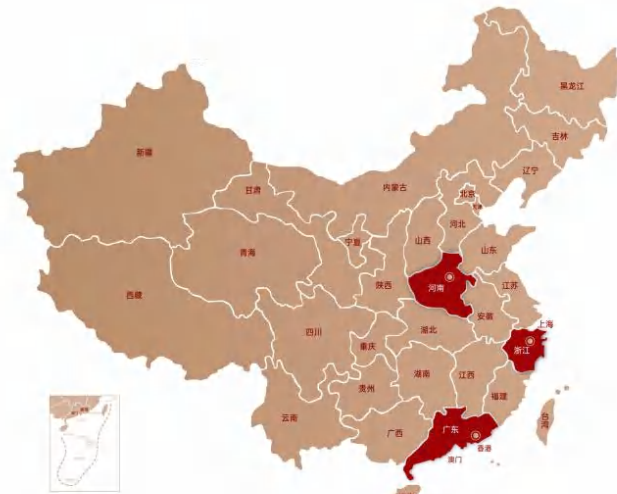 黑龙江
吉林
辽宁
新疆
内蒙古
甘肃
北京
河北
宁夏
山西
山东
青海
陕西
河南
江苏
西藏
安徽
上海
四川
湖北
浙江
重庆
湖南
江西
贵州
福建
云南
广西
广东
台湾
香港
澳门